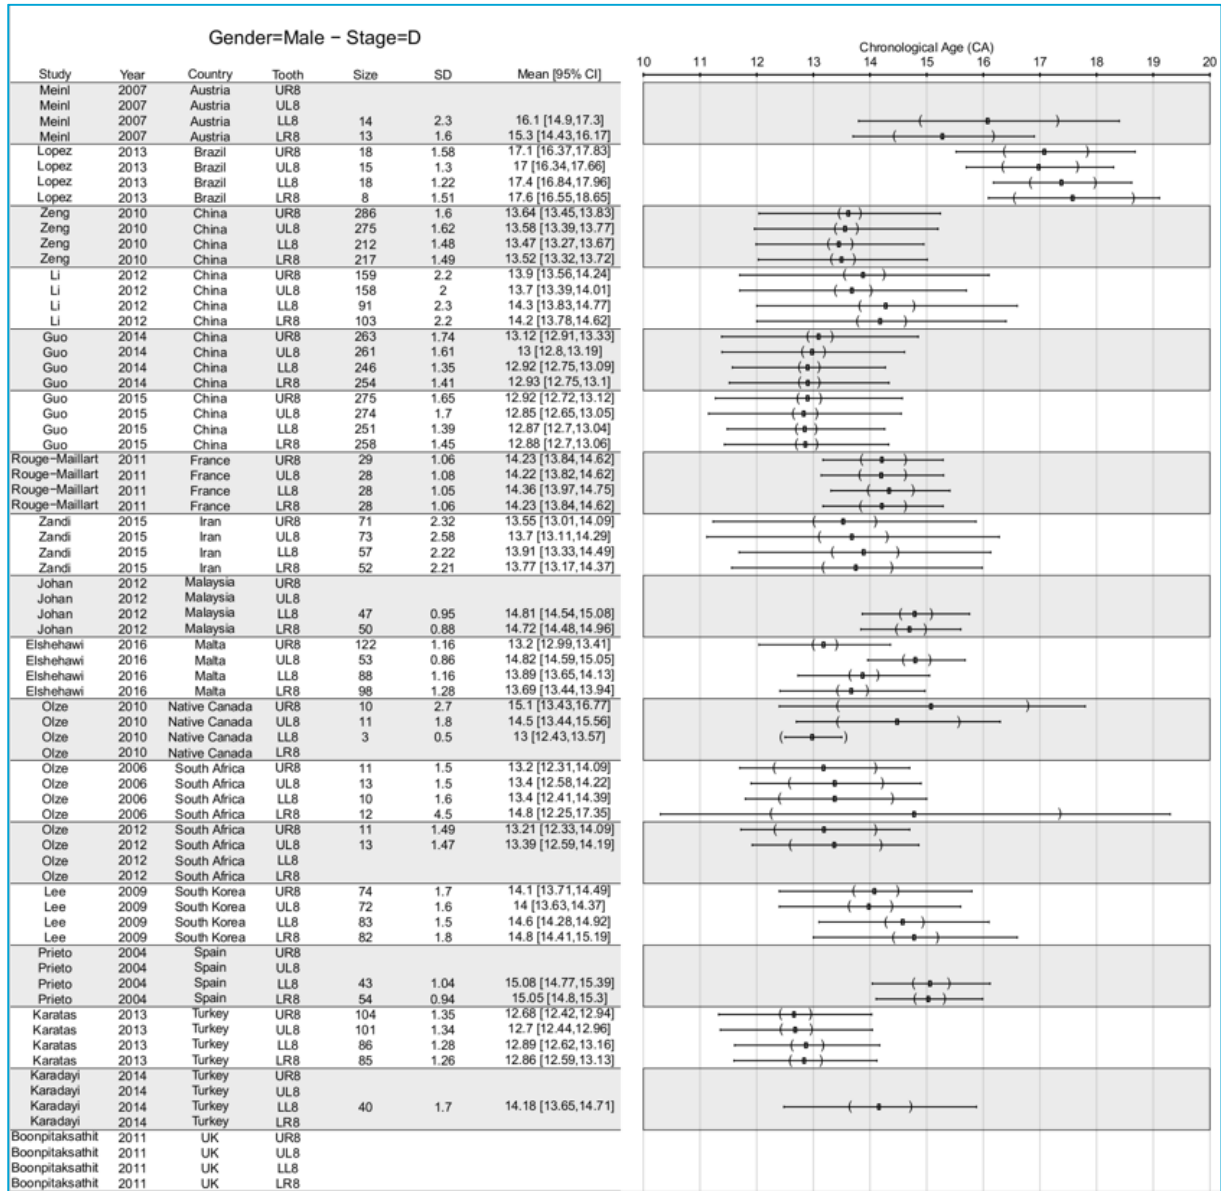 Gender=Male − Stage=D
Chronological Age (CA)
Study Year Country Tooth Size SD Mean [95% CI] 10 11 12 13 14 15 16 17 18 19 20
Meinl 2007 Austria UR8
Meinl 2007 Austria UL8
Meinl 2007 Austria LL8 14 2.3 16.1 [14.9,17.3]
Meinl 2007 Austria LR8 13 1.6 15.3 [14.43,16.17]
Lopez 2013 Brazil UR8 18 1.58 17.1 [16.37,17.83]
Lopez 2013 Brazil UL8 15 1.3 17 [16.34,17.66]
Lopez 2013 Brazil LL8 18 1.22 17.4 [16.84,17.96]
Lopez 2013 Brazil LR8 8 1.51 17.6 [16.55,18.65]
Zeng 2010 China UR8 286 1.6 13.64 [13.45,13.83]
Zeng 2010 China UL8 275 1.62 13.58 [13.39,13.77]
Zeng 2010 China LL8 212 1.48 13.47 [13.27,13.67]
Zeng 2010 China LR8 217 1.49 13.52 [13.32,13.72]
Li 2012 China UR8 159 2.2 13.9 [13.56,14.24]
Li 2012 China UL8 158 2 13.7 [13.39,14.01]
Li 2012 China LL8 91 2.3 14.3 [13.83,14.77]
Li 2012 China LR8 103 2.2 14.2 [13.78,14.62]
Guo 2014 China UR8 263 1.74 13.12 [12.91,13.33]
Guo 2014 China UL8 261 1.61 13 [12.8,13.19]
Guo 2014 China LL8 246 1.35 12.92 [12.75,13.09]
Guo 2014 China LR8 254 1.41 12.93 [12.75,13.1]
Guo 2015 China UR8 275 1.65 12.92 [12.72,13.12]
Guo 2015 China UL8 274 1.7 12.85 [12.65,13.05]
Guo 2015 China LL8 251 1.39 12.87 [12.7,13.04]
Guo 2015 China LR8 258 1.45 12.88 [12.7,13.06]
Rouge−Maillart 2011 France UR8 29 1.06 14.23 [13.84,14.62]
Rouge−Maillart 2011 France UL8 28 1.08 14.22 [13.82,14.62]
Rouge−Maillart 2011 France LL8 28 1.05 14.36 [13.97,14.75]
Rouge−Maillart 2011 France LR8 28 1.06 14.23 [13.84,14.62]
Zandi 2015 Iran UR8 71 2.32 13.55 [13.01,14.09]
Zandi 2015 Iran UL8 73 2.58 13.7 [13.11,14.29]
Zandi 2015 Iran LL8 57 2.22 13.91 [13.33,14.49]
Zandi 2015 Iran LR8 52 2.21 13.77 [13.17,14.37]
Johan 2012 Malaysia UR8
Johan 2012 Malaysia UL8
Johan 2012 Malaysia LL8 47 0.95 14.81 [14.54,15.08]
Johan 2012 Malaysia LR8 50 0.88 14.72 [14.48,14.96]
Elshehawi 2016 Malta UR8 122 1.16 13.2 [12.99,13.41]
Elshehawi 2016 Malta UL8 53 0.86 14.82 [14.59,15.05]
Elshehawi 2016 Malta LL8 88 1.16 13.89 [13.65,14.13]
Elshehawi 2016 Malta LR8 98 1.28 13.69 [13.44,13.94]
Olze 2010 Native Canada UR8 10 2.7 15.1 [13.43,16.77]
Olze 2010 Native Canada UL8 11 1.8 14.5 [13.44,15.56]
Olze 2010 Native Canada LL8 3 0.5 13 [12.43,13.57]
Olze 2010 Native Canada LR8
Olze 2006 South Africa UR8 11 1.5 13.2 [12.31,14.09]
Olze 2006 South Africa UL8 13 1.5 13.4 [12.58,14.22]
Olze 2006 South Africa LL8 10 1.6 13.4 [12.41,14.39]
Olze 2006 South Africa LR8 12 4.5 14.8 [12.25,17.35]
Olze 2012 South Africa UR8 11 1.49 13.21 [12.33,14.09]
Olze 2012 South Africa UL8 13 1.47 13.39 [12.59,14.19]
Olze 2012 South Africa LL8
Olze 2012 South Africa LR8
Lee 2009 South Korea UR8 74 1.7 14.1 [13.71,14.49]
Lee 2009 South Korea UL8 72 1.6 14 [13.63,14.37]
Lee 2009 South Korea LL8 83 1.5 14.6 [14.28,14.92]
Lee 2009 South Korea LR8 82 1.8 14.8 [14.41,15.19]
Prieto 2004 Spain UR8
Prieto 2004 Spain UL8
Prieto 2004 Spain LL8 43 1.04 15.08 [14.77,15.39]
Prieto 2004 Spain LR8 54 0.94 15.05 [14.8,15.3]
Karatas 2013 Turkey UR8 104 1.35 12.68 [12.42,12.94]
Karatas 2013 Turkey UL8 101 1.34 12.7 [12.44,12.96]
Karatas 2013 Turkey LL8 86 1.28 12.89 [12.62,13.16]
Karatas 2013 Turkey LR8 85 1.26 12.86 [12.59,13.13]
Karadayi 2014 Turkey UR8
Karadayi 2014 Turkey UL8
Karadayi 2014 Turkey LL8 40 1.7 14.18 [13.65,14.71]
Karadayi 2014 Turkey LR8
Boonpitaksathit 2011 UK UR8
Boonpitaksathit 2011 UK UL8
Boonpitaksathit 2011 UK LL8
Boonpitaksathit 2011 UK LR8